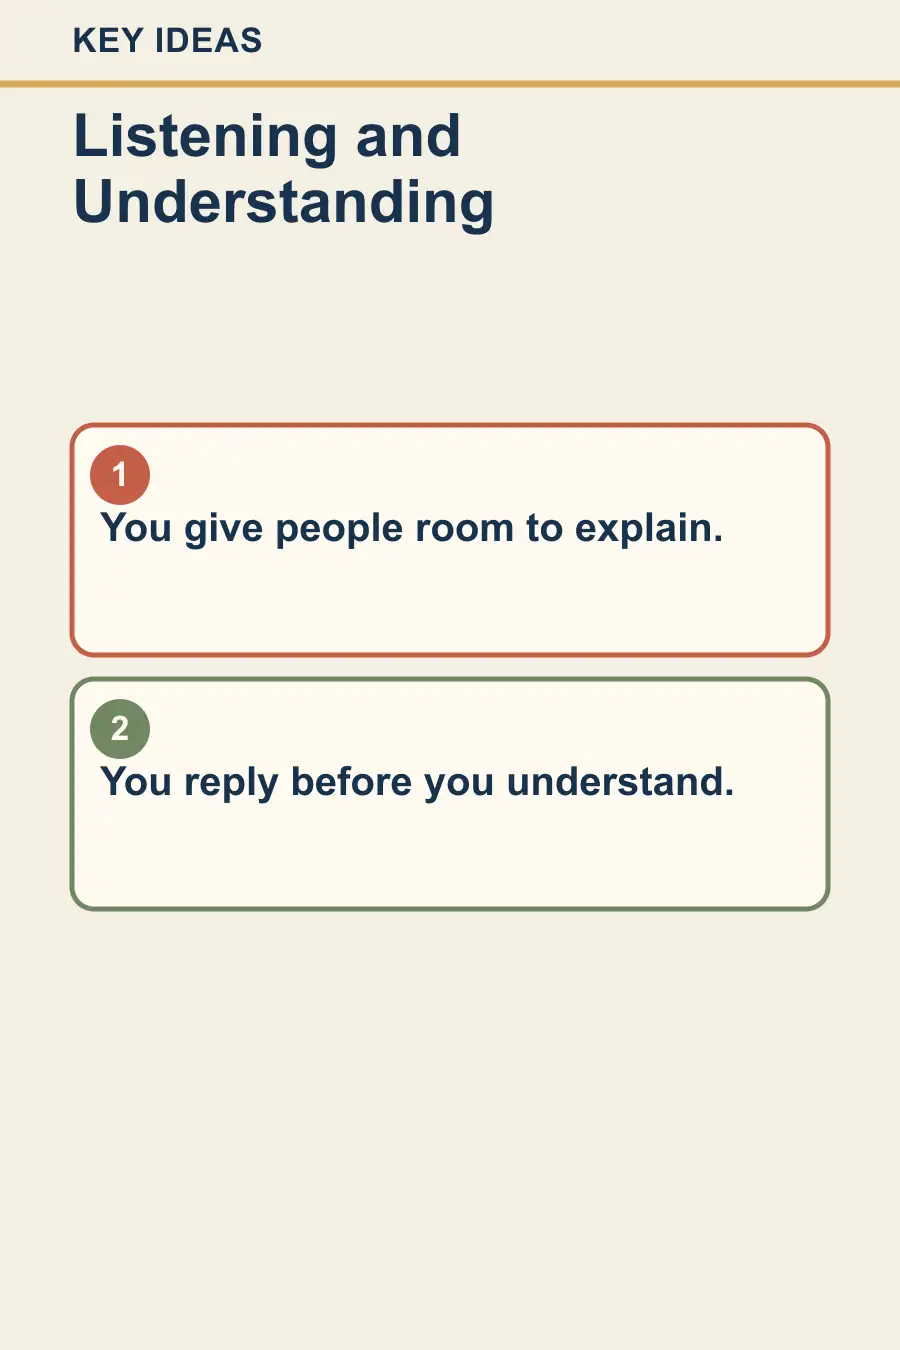 KEY IDEAS
Listening and
Understanding
1
You give people room to explain.
2
You reply before you understand.